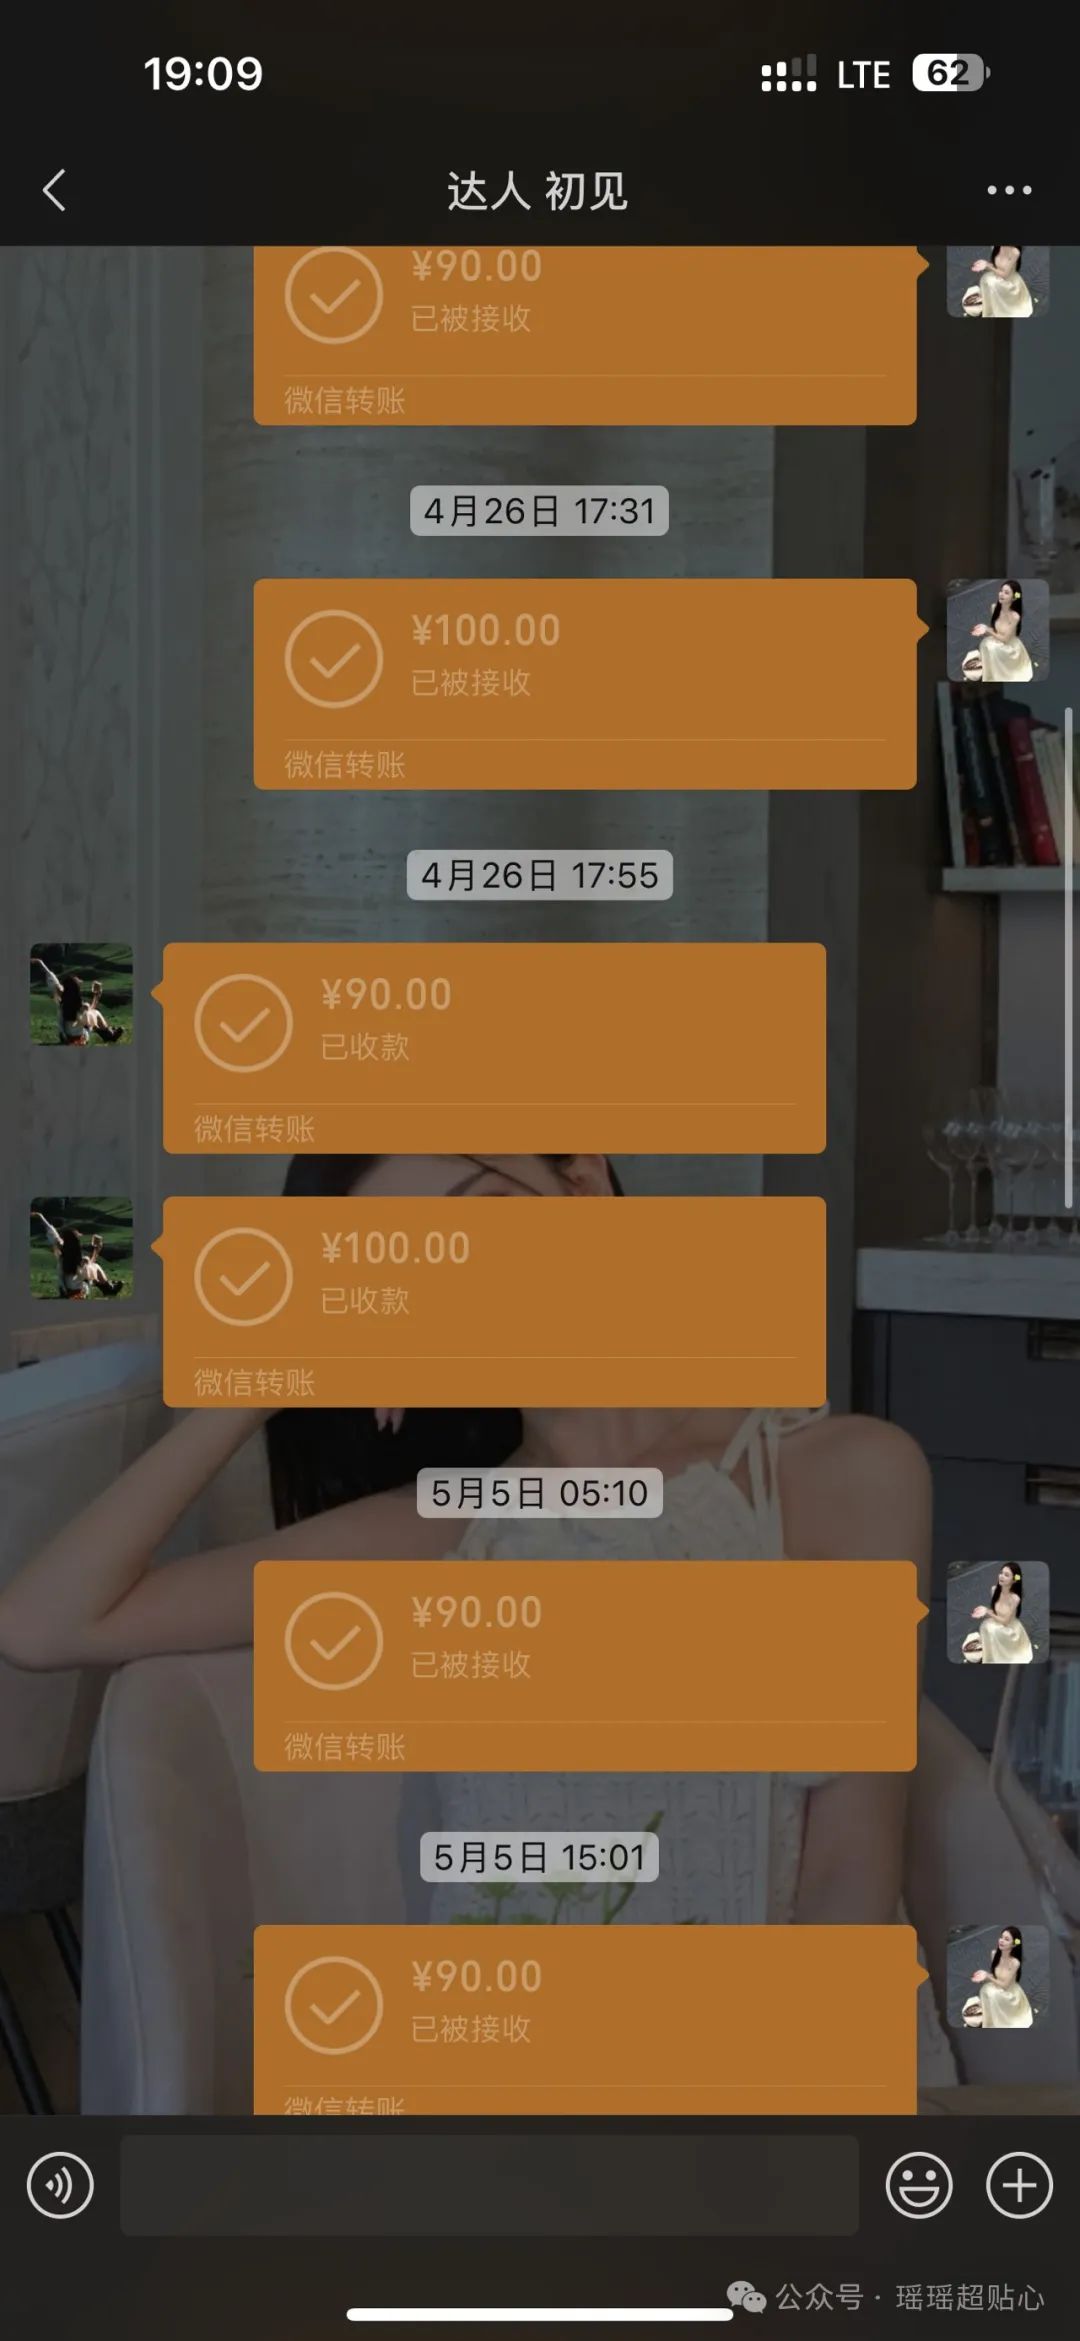 19:09
LTE 62
达人 初见
¥90.00
已被接收
微信转账
4月26日 17:31
¥100.00
已被接收
微信转账
4月26日 17:55
¥90.00
已收款
微信转账
¥100.00
已收款
微信转账
5月5日 05:10
¥90.00
已被接收
微信转账
5月5日 15:01
¥90.00
已被接收
微信转账
公众号 · 瑶瑶超贴心